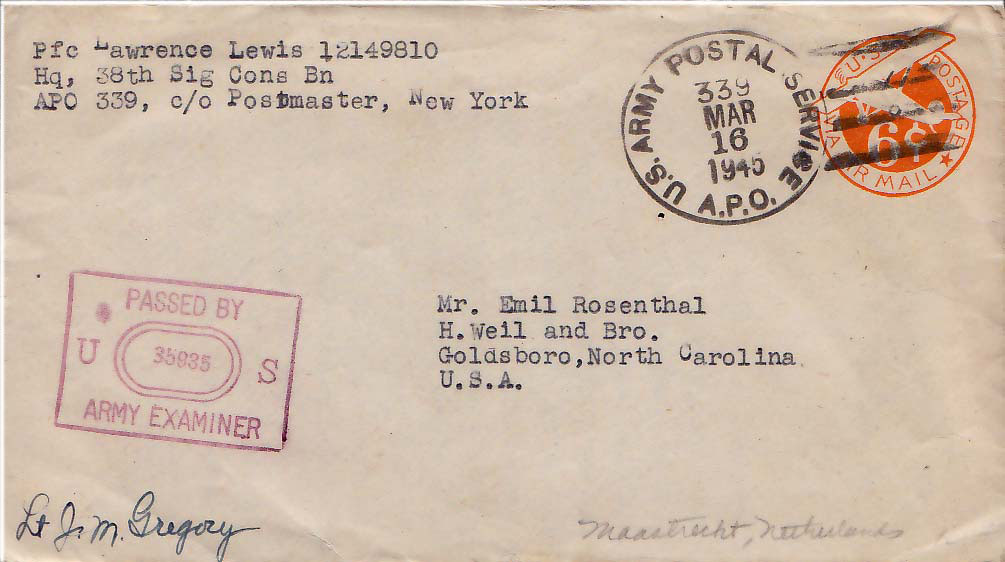 Pfc Lawrence Lewis 12149810
Hq, 38th Sig Cons Bn
APO 339, c/o Postmaster, New York
U.S. ARMY POSTAL SERVICE
339
MAR
16
1945
A.P.O.
U.S. POSTAGE
6¢
VIA AIR MAIL
PASSED BY
U 35935 S
ARMY EXAMINER
Mr. Emil Rosenthal
H.Weil and Bro.
Goldsboro,North Carolina
U.S.A.
Lt J. M. Gregory
Maastrecht, Netherlands